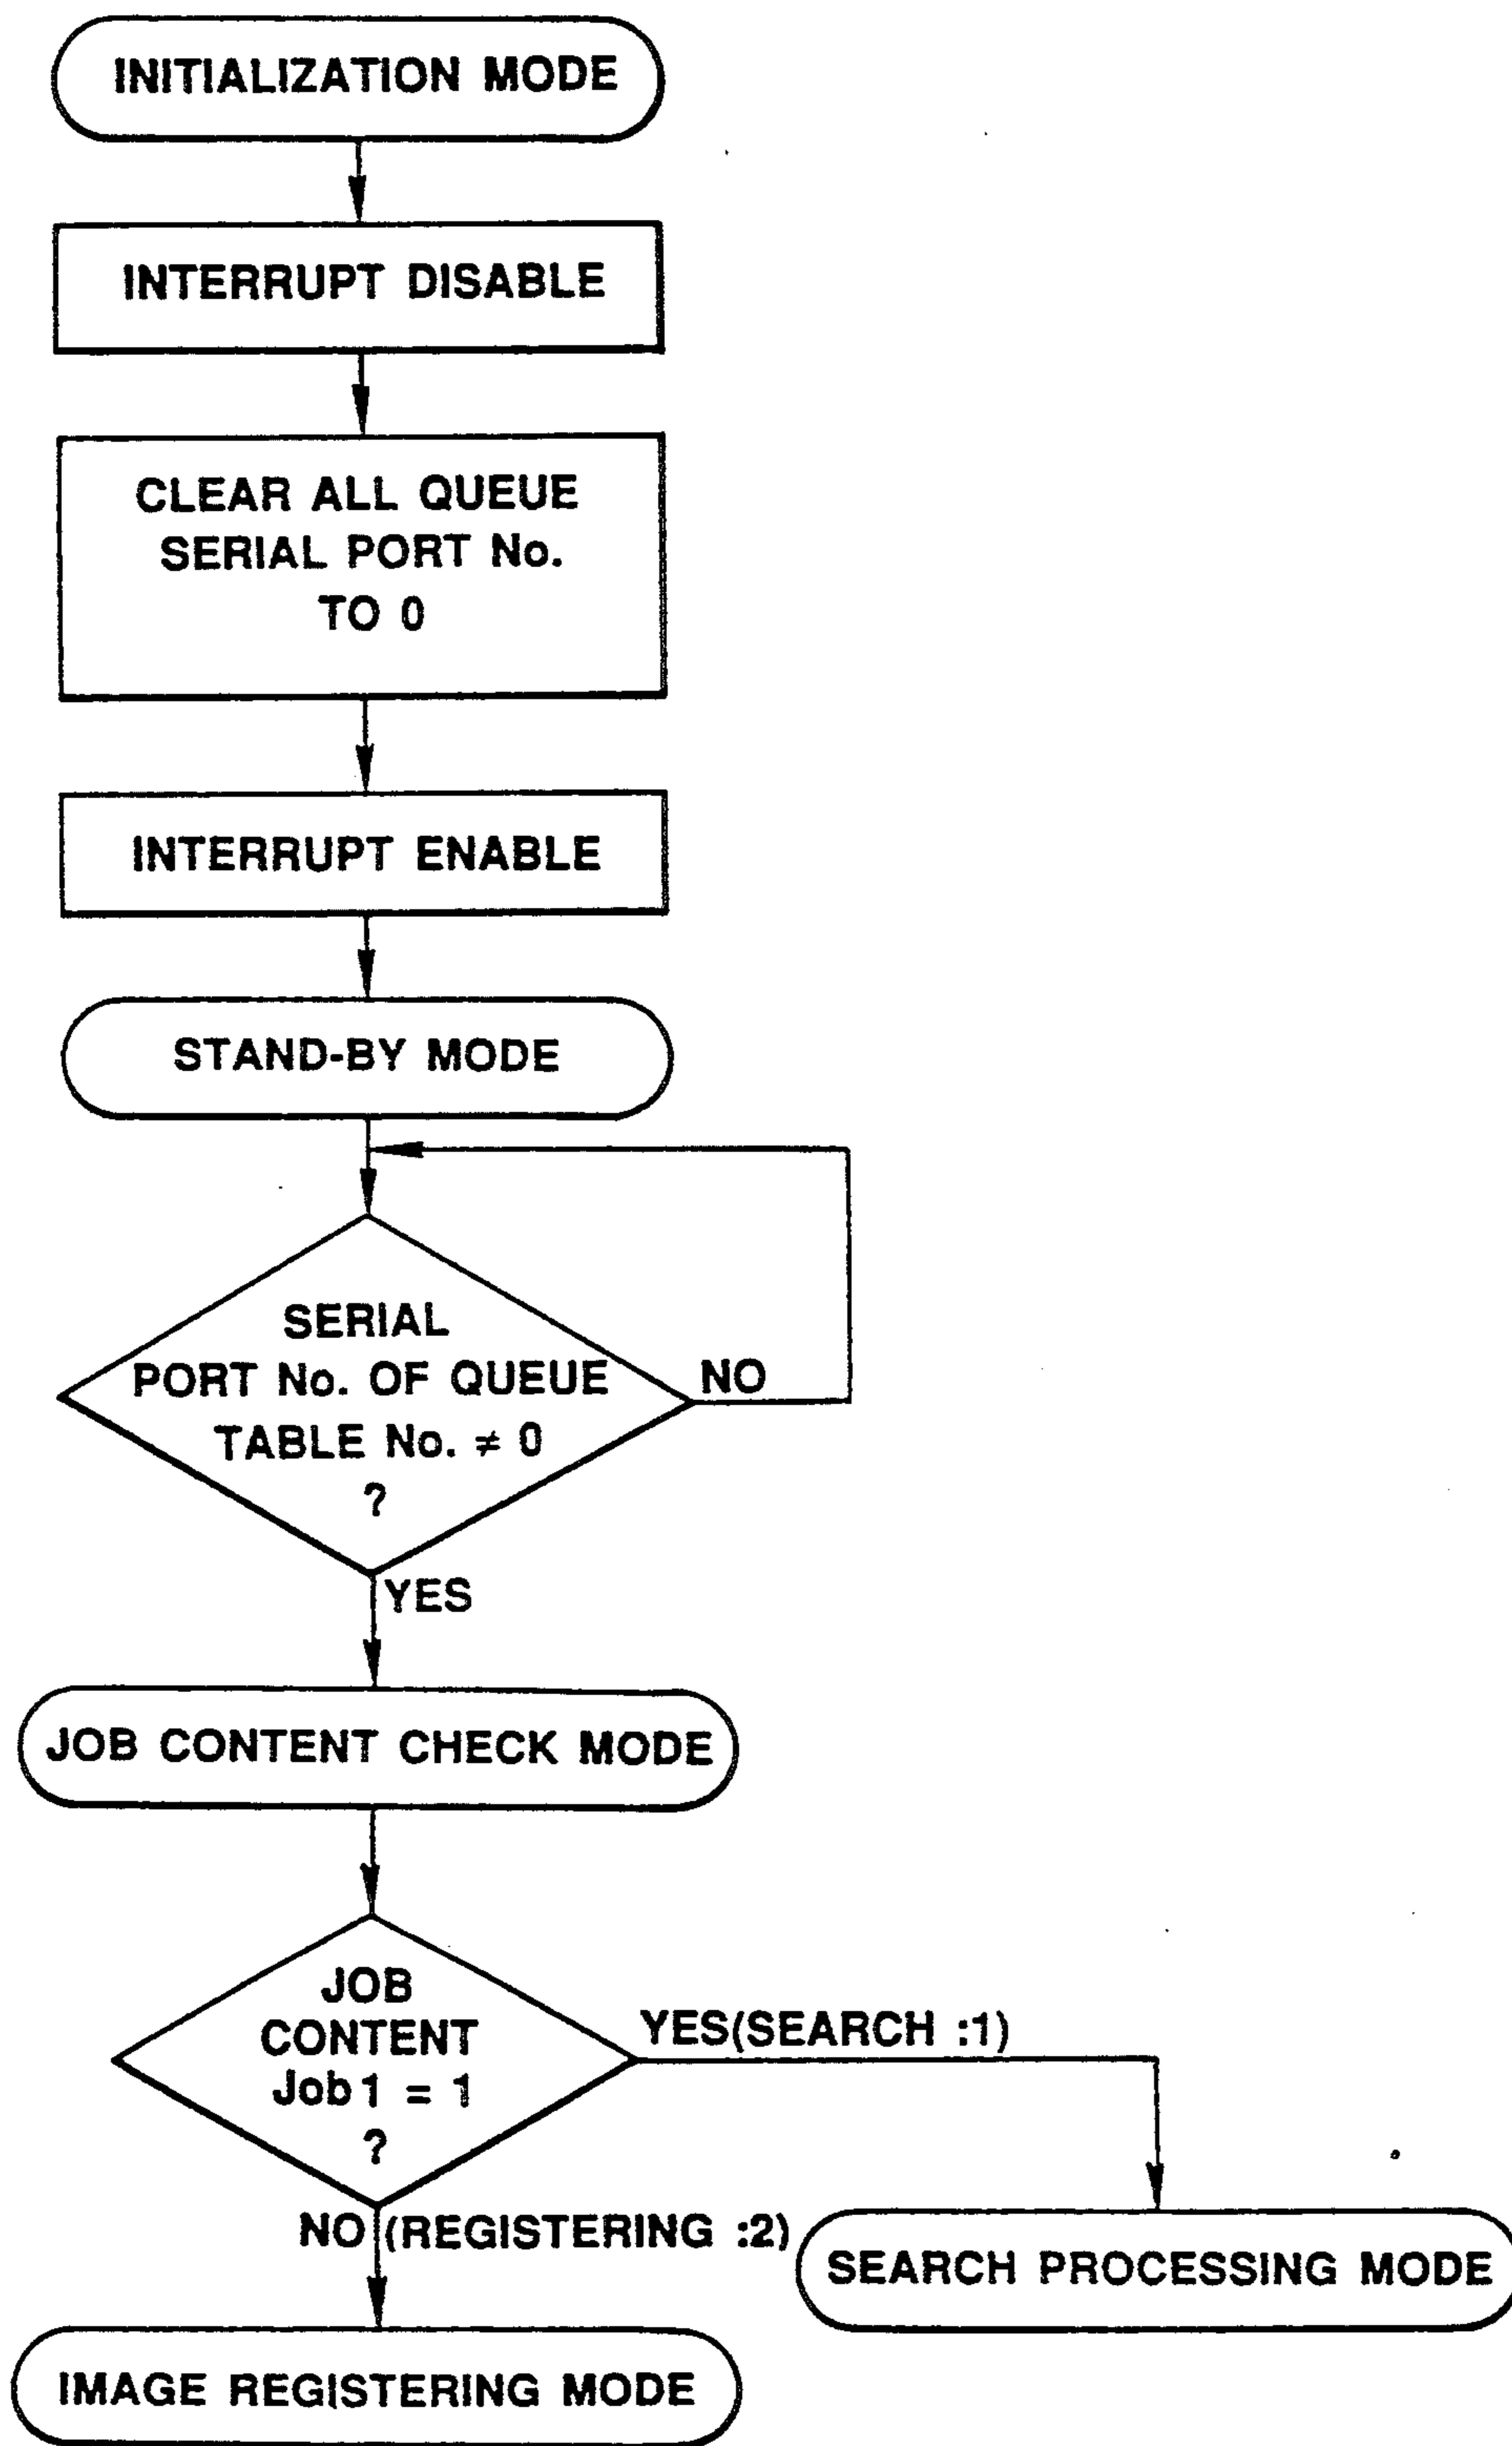 INITIALIZATION MODE
INTERRUPT DISABLE
CLEAR ALL QUEUE
SERIAL PORT No.
TO 0
INTERRUPT ENABLE
STAND-BY MODE
SERIAL
PORT No. OF QUEUE
TABLE No. ≠ 0
?
NO
YES
JOB CONTENT CHECK MODE
JOB
CONTENT
Job1 = 1
?
YES(SEARCH :1)
NO (REGISTERING :2)
SEARCH PROCESSING MODE
IMAGE REGISTERING MODE